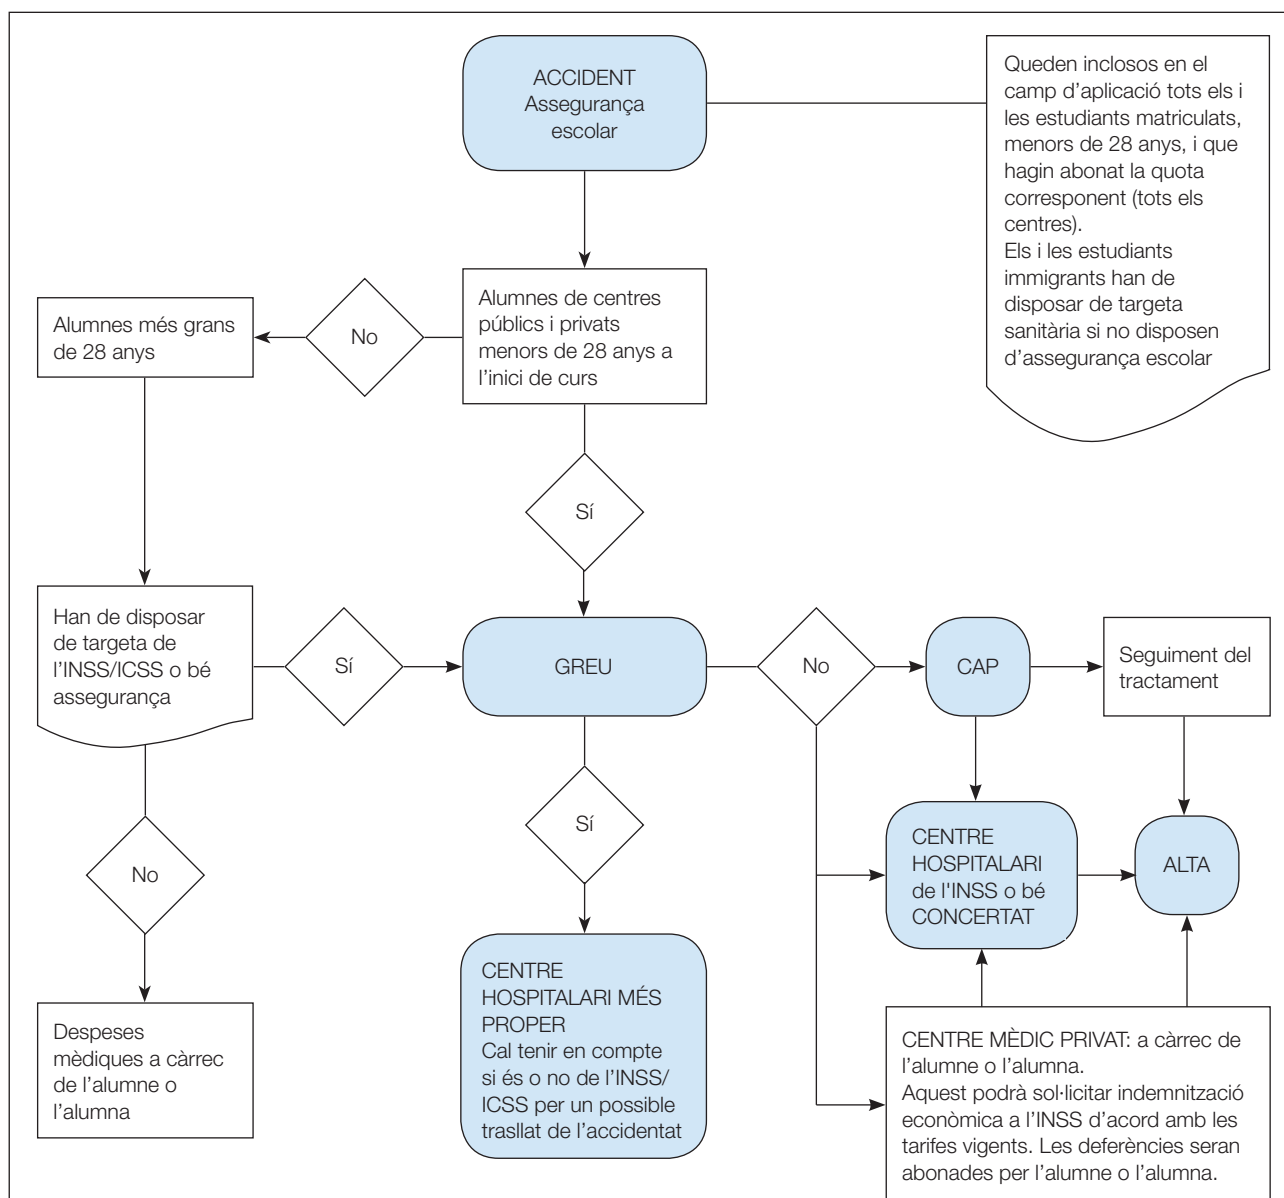 ACCIDENT
Assegurança
escolar
Queden inclosos en el
camp d’aplicació tots els i
les estudiants matriculats,
menors de 28 anys, i que
hagin abonat la quota
corresponent (tots els
centres).
Els i les estudiants
immigrants han de
disposar de targeta
sanitària si no disposen
d’assegurança escolar
Alumnes més grans
de 28 anys
No
Alumnes de centres
públics i privats
menors de 28 anys a
l’inici de curs
Sí
Han de disposar
de targeta de
l’INSS/ICSS o bé
assegurança
Sí
GREU
No
CAP
Seguiment del
tractament
No
Sí
CENTRE
HOSPITALARI
de l'INSS o bé
CONCERTAT
ALTA
Despeses
mèdiques a càrrec
de l’alumne o
l’alumna
CENTRE
HOSPITALARI MÉS
PROPER
Cal tenir en compte
si és o no de l’INSS/
ICSS per un possible
trasllat de l’accidentat
CENTRE MÈDIC PRIVAT: a càrrec de
l’alumne o l’alumna.
Aquest podrà sol·licitar indemnització
econòmica a l’INSS d’acord amb les
tarifes vigents. Les deferències seran
abonades per l’alumne o l’alumna.